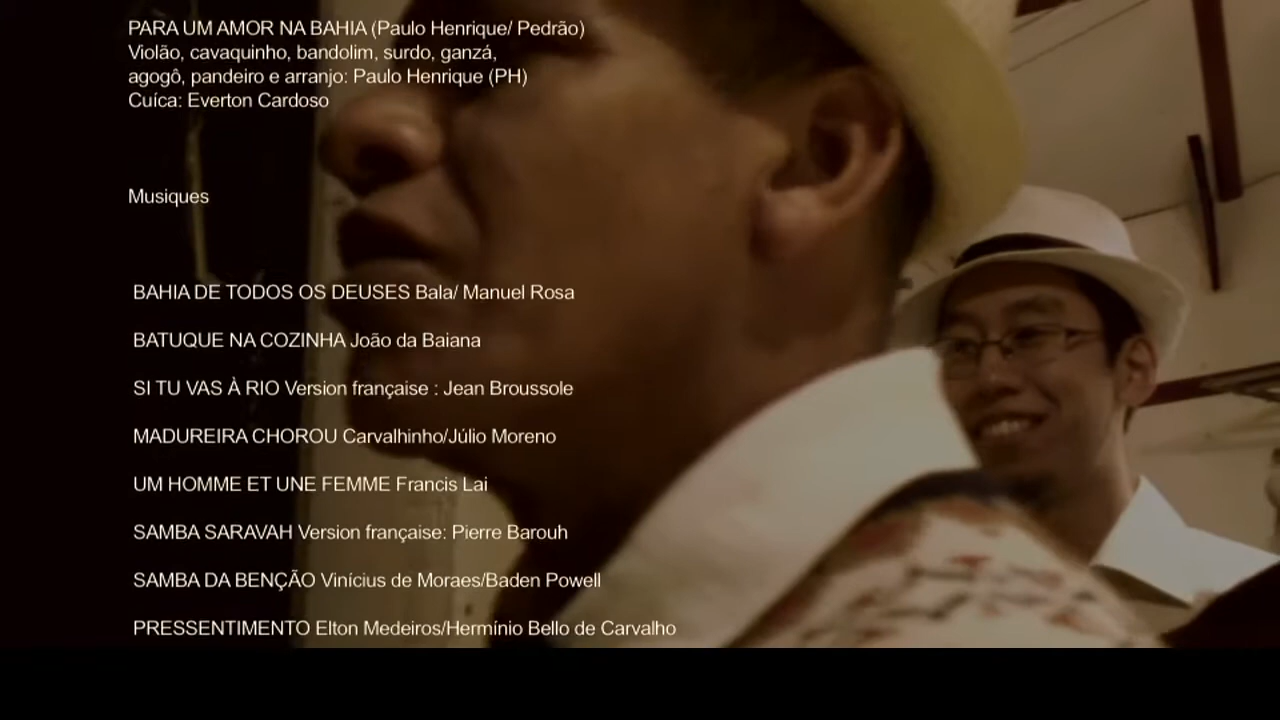 PARA UM AMOR NA BAHIA (Paulo Henrique/ Pedrão)
Violão, cavaquinho, bandolim, surdo, ganzá,
agogô, pandeiro e arranjo: Paulo Henrique (PH)
Cuíca: Everton Cardoso
Musiques
BAHIA DE TODOS OS DEUSES Bala/ Manuel Rosa
BATUQUE NA COZINHA João da Baiana
SI TU VAS À RIO Version française : Jean Broussole
MADUREIRA CHOROU Carvalhinho/Júlio Moreno
UM HOMME ET UNE FEMME Francis Lai
SAMBA SARAVAH Version française: Pierre Barouh
SAMBA DA BENÇÃO Vinícius de Moraes/Baden Powell
PRESSENTIMENTO Elton Medeiros/Hermínio Bello de Carvalho